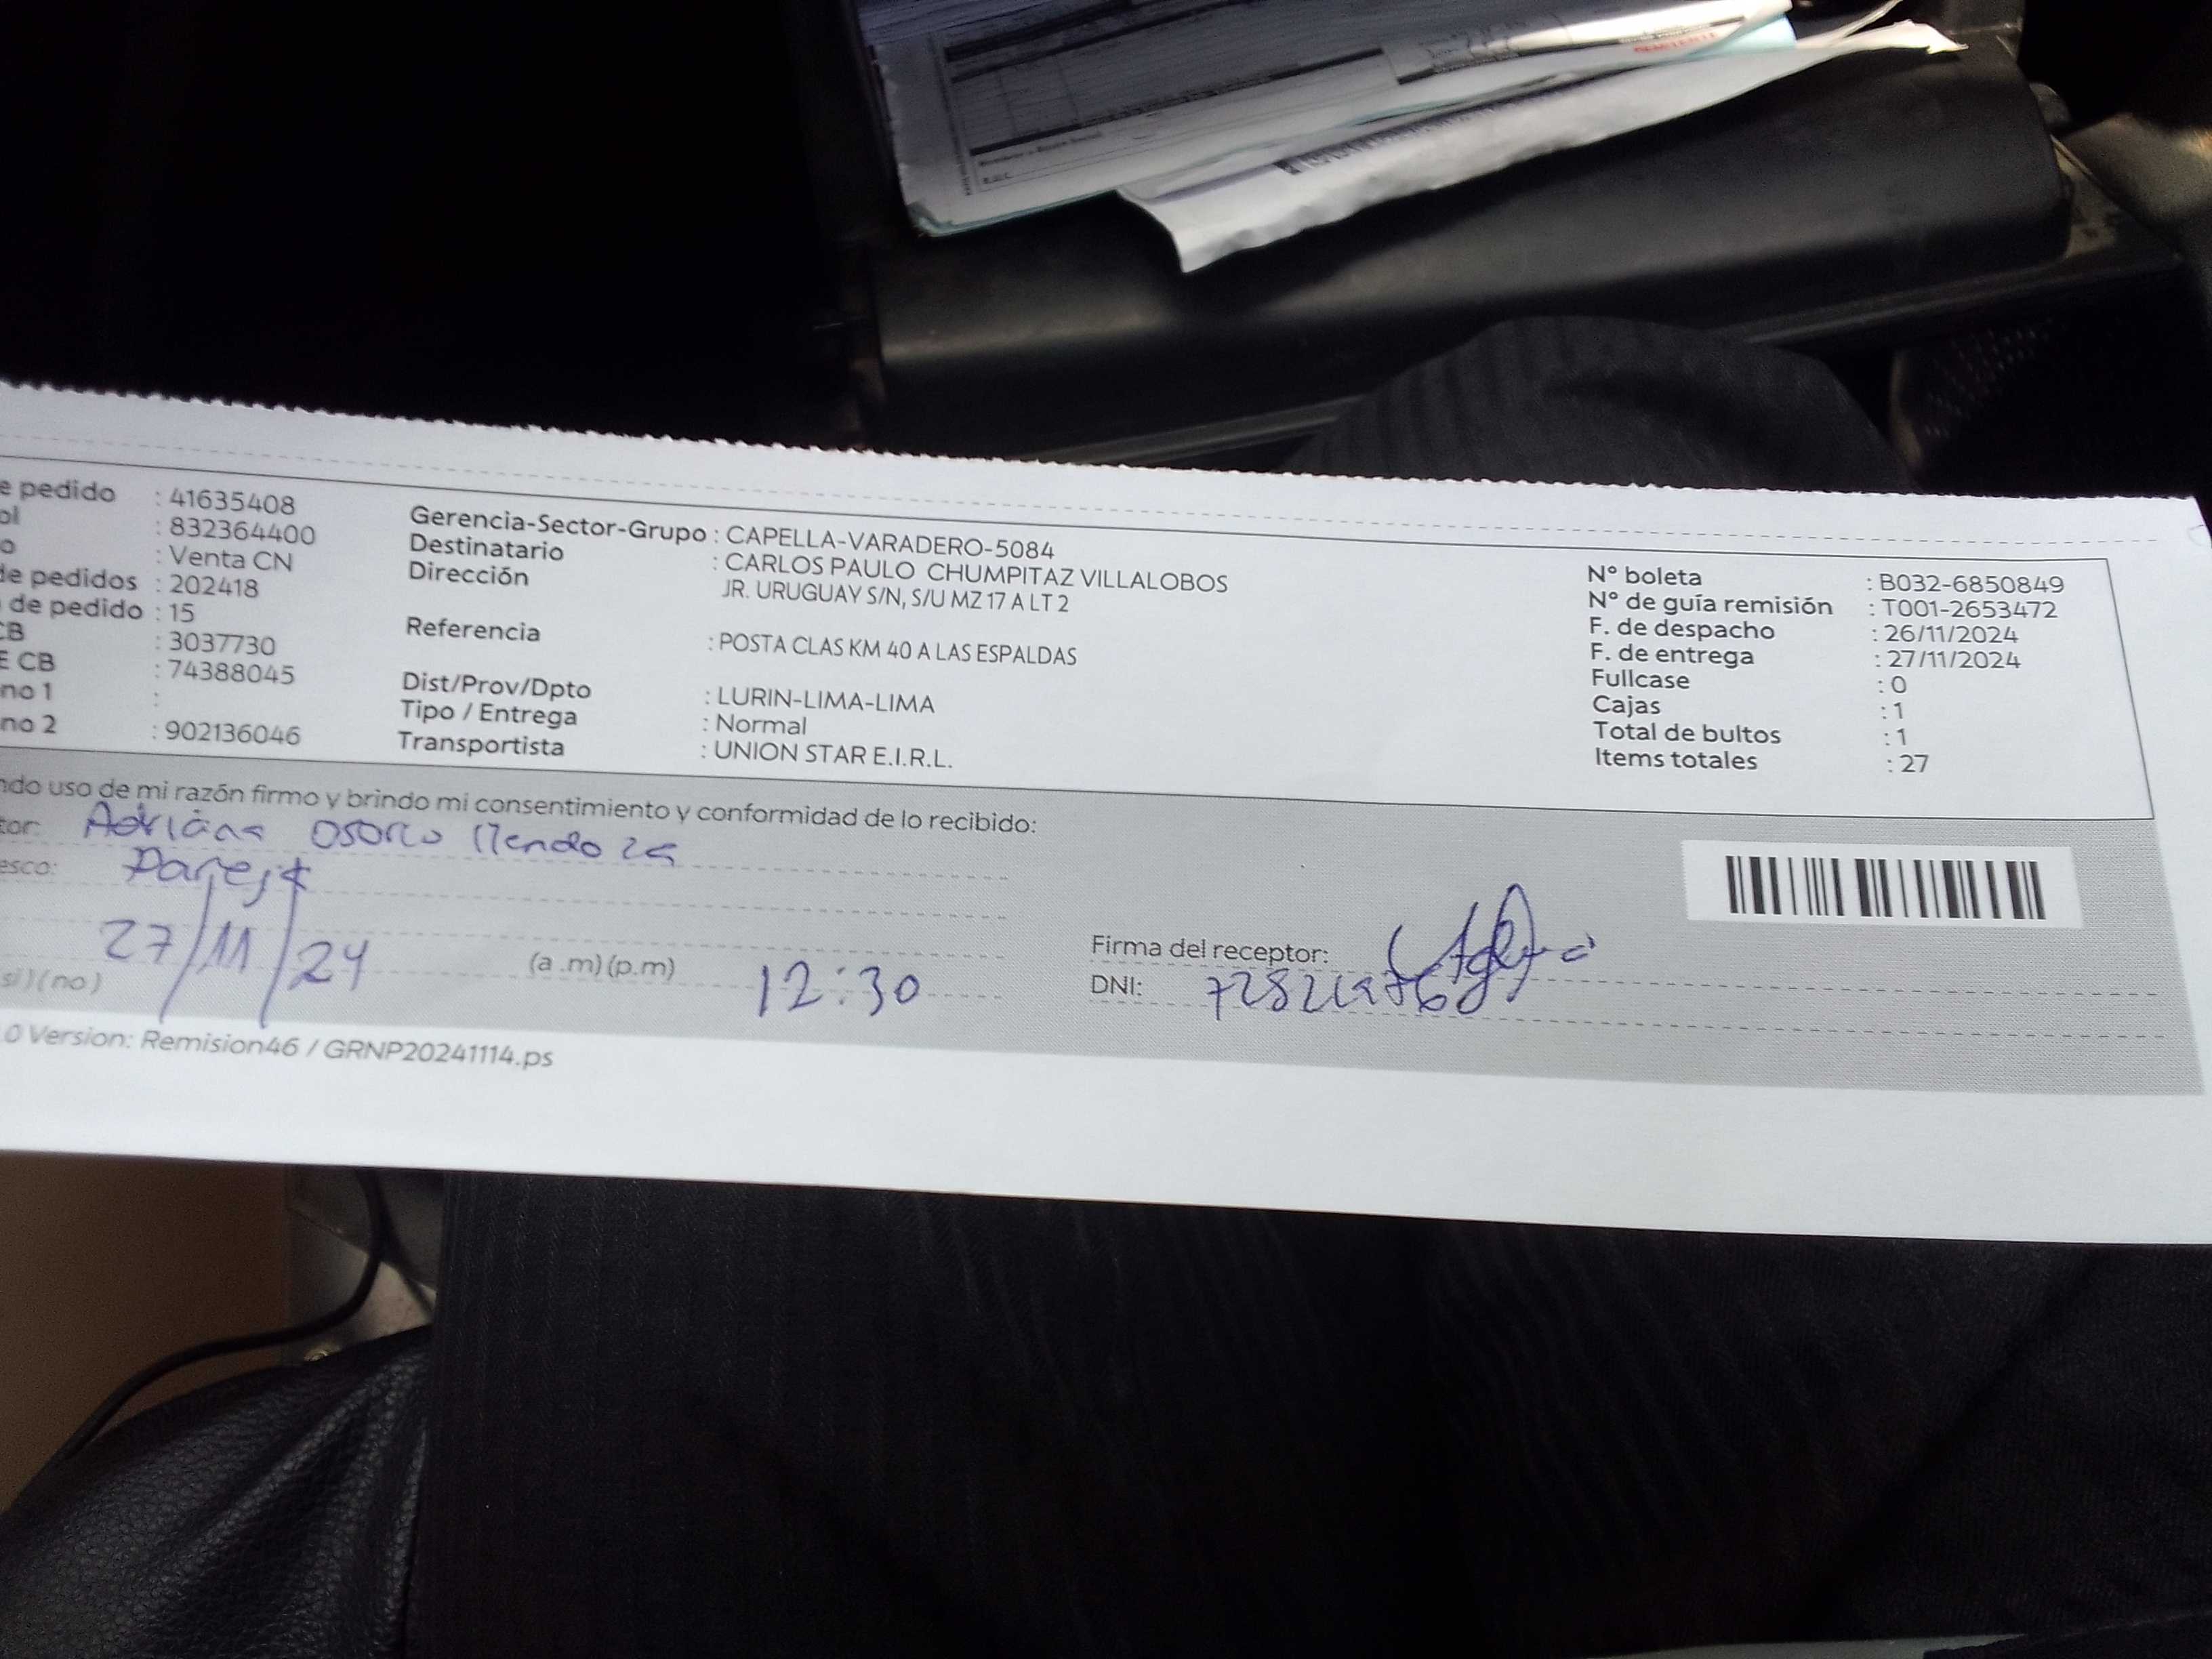 e pedido : 41635408
ol : 832364400
o : Venta CN
de pedidos : 202418
de pedido : 15
CB : 3037730
E CB : 74388045
no 1 :
no 2 : 902136046
Gerencia-Sector-Grupo : CAPELLA-VARADERO-5084
Destinatario : CARLOS PAULO CHUMPITAZ VILLALOBOS
Dirección JR. URUGUAY S/N, S/U MZ 17 A LT 2
Referencia : POSTA CLAS KM 40 A LAS ESPALDAS
Dist/Prov/Dpto : LURIN-LIMA-LIMA
Tipo / Entrega : Normal
Transportista : UNION STAR E.I.R.L.
N° boleta : B032-6850849
N° de guía remisión : T001-2653472
F. de despacho : 26/11/2024
F. de entrega : 27/11/2024
Fullcase : 0
Cajas : 1
Total de bultos : 1
Items totales : 27
ndo uso de mi razón firmo y brindo mi consentimiento y conformidad de lo recibido:
tor: Adriana Osorio Mendoza
esco: Pareja
27/11/24
si) (no) (a .m) (p.m) 12:30
Firma del receptor:
DNI:
0 Version: Remision46 / GRNP20241114.ps